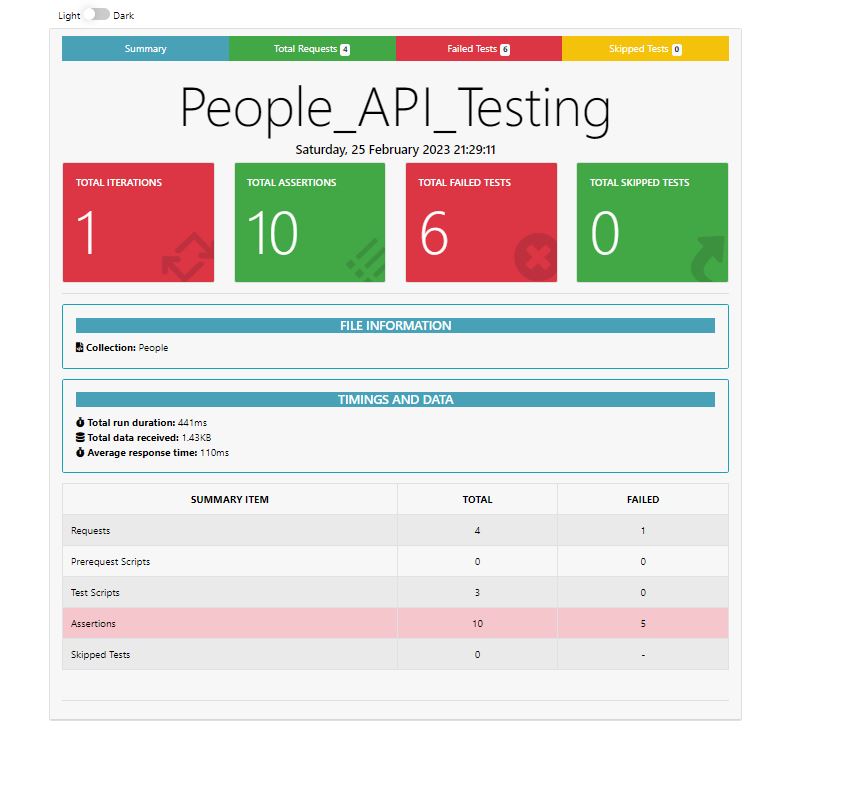 Light Dark
Summary Total Requests 4 Failed Tests 6 Skipped Tests 0
People_API_Testing
Saturday, 25 February 2023 21:29:11
TOTAL ITERATIONS TOTAL ASSERTIONS TOTAL FAILED TESTS TOTAL SKIPPED TESTS
1 10 6 0
FILE INFORMATION
Collection: People
TIMINGS AND DATA
Total run duration: 441ms
Total data received: 1.43KB
Average response time: 110ms
SUMMARY ITEM TOTAL FAILED
Requests 4 1
Prerequest Scripts 0 0
Test Scripts 3 0
Assertions 10 5
Skipped Tests 0 -